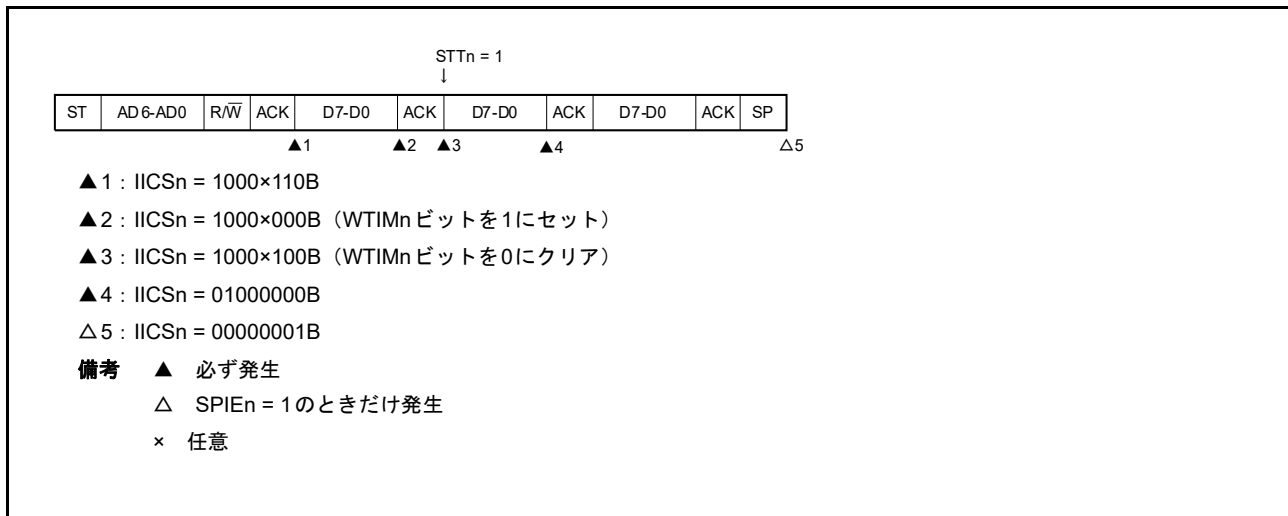 STTn = 1
↓
ST AD6-AD0 R/W̅ ACK D7-D0 ACK D7-D0 ACK D7-D0 ACK SP
▲1 ▲2 ▲3 ▲4 △5
▲1：IICSn = 1000×110B
▲2：IICSn = 1000×000B（WTIMnビットを1にセット）
▲3：IICSn = 1000×100B（WTIMnビットを0にクリア）
▲4：IICSn = 01000000B
△5：IICSn = 00000001B
備考 ▲ 必ず発生
△ SPIEn = 1のときだけ発生
× 任意